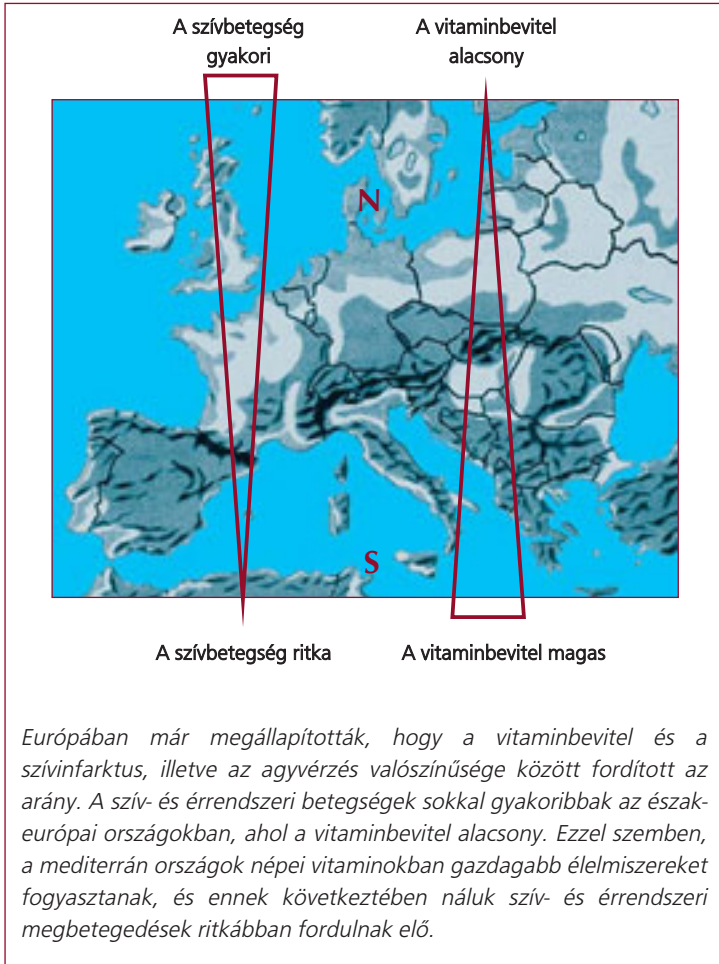 A szívbetegség
gyakori
A vitaminbevitel
alacsony
N
S
A szívbetegség ritka
A vitaminbevitel magas
Európában már megállapították, hogy a vitaminbevitel és a
szívinfarktus, illetve az agyvérzés valószínűsége között fordított az
arány. A szív- és érrendszeri betegségek sokkal gyakoribbak az észak-
európai országokban, ahol a vitaminbevitel alacsony. Ezzel szemben,
a mediterrán országok népei vitaminokban gazdagabb élelmiszereket
fogyasztanak, és ennek következtében náluk szív- és érrendszeri
megbetegedések ritkábban fordulnak elő.